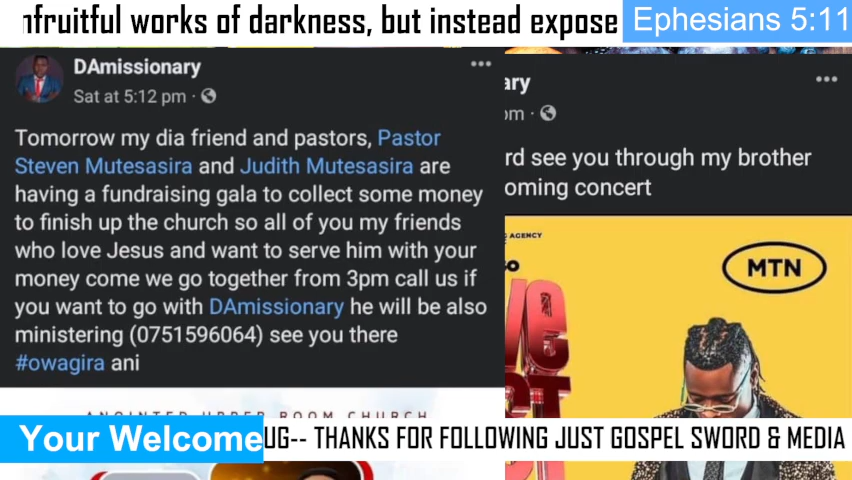 nfruitful works of darkness, but instead expose
Ephesians 5:11
DAmissionary
Sat at 5:12 pm ·
Tomorrow my dia friend and pastors, Pastor
Steven Mutesasira and Judith Mutesasira are
having a fundraising gala to collect some money
to finish up the church so all of you my friends
who love Jesus and want to serve him with your
money come we go together from 3pm call us if
you want to go with DAmissionary he will be also
ministering (0751596064) see you there
#owagira ani
ANOINTED UPPER ROOM CHURCH
ary
om ·
rd see you through my brother
oming concert
AGENCY
MTN
Your Welcome
UG-- THANKS FOR FOLLOWING JUST GOSPEL SWORD & MEDIA